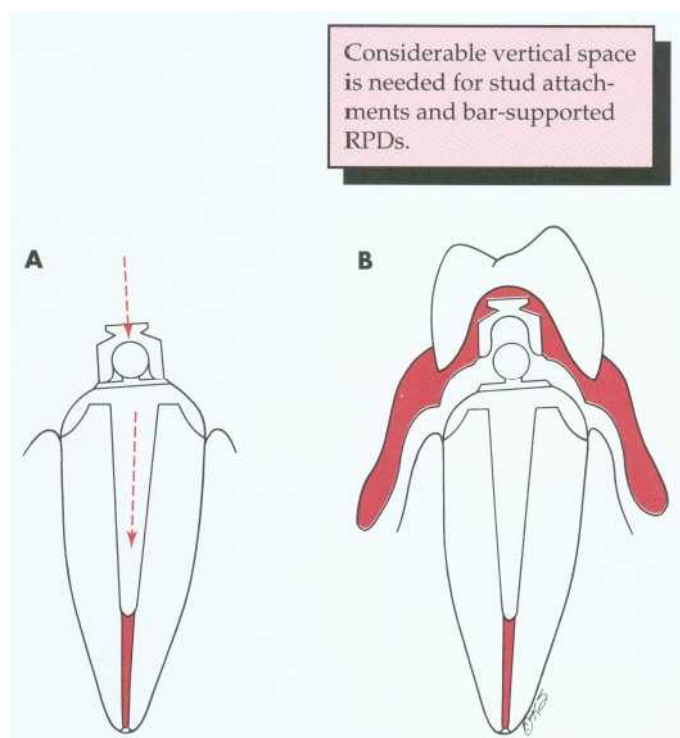 Considerable vertical space
is needed for stud attach-
ments and bar-supported
RPDs.
A
B